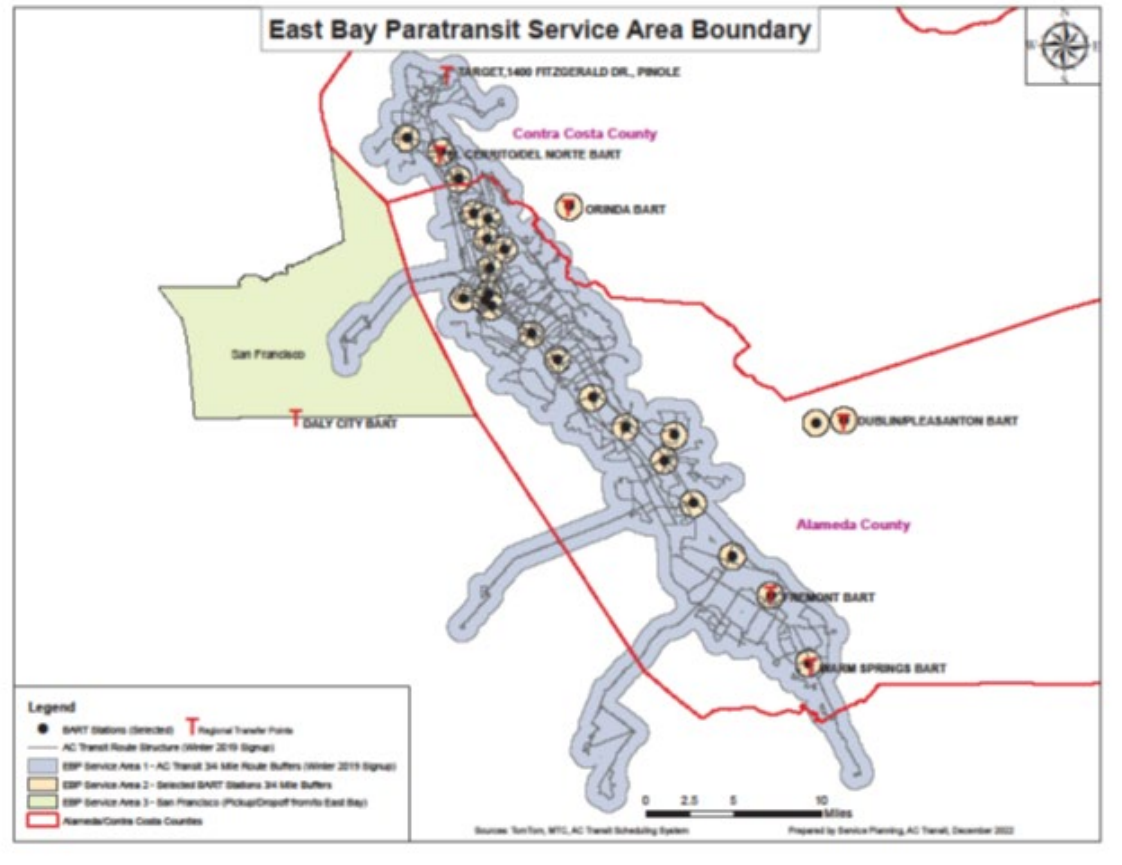 East Bay Paratransit Service Area Boundary
N
W E
S
TARGET,1400 FITZGERALD DR., PINOLE
Contra Costa County
CERRITO/DEL NORTE BART
ORINDA BART
San Francisco
DALY CITY BART
DUBLIN/PLEASANTON BART
Alameda County
FREMONT BART
WARM SPRINGS BART
Legend
BART Stations (Selected) T Regional Transfer Points
AC Transit Route Structure (Winter 2019 Signup)
EBP Service Area 1 - AC Transit 3/4 Mile Route Buffers (Winter 2019 Signup)
EBP Service Area 2 - Selected BART Stations 3/4 Mile Buffers
EBP Service Area 3 - San Francisco (Pickup/Dropoff from/to East Bay)
Alameda/Contra Costa Counties
0 2.5 5 10
Miles
Sources: TomTom, MTC, AC Transit Scheduling System
Prepared by Service Planning, AC Transit, December 2022